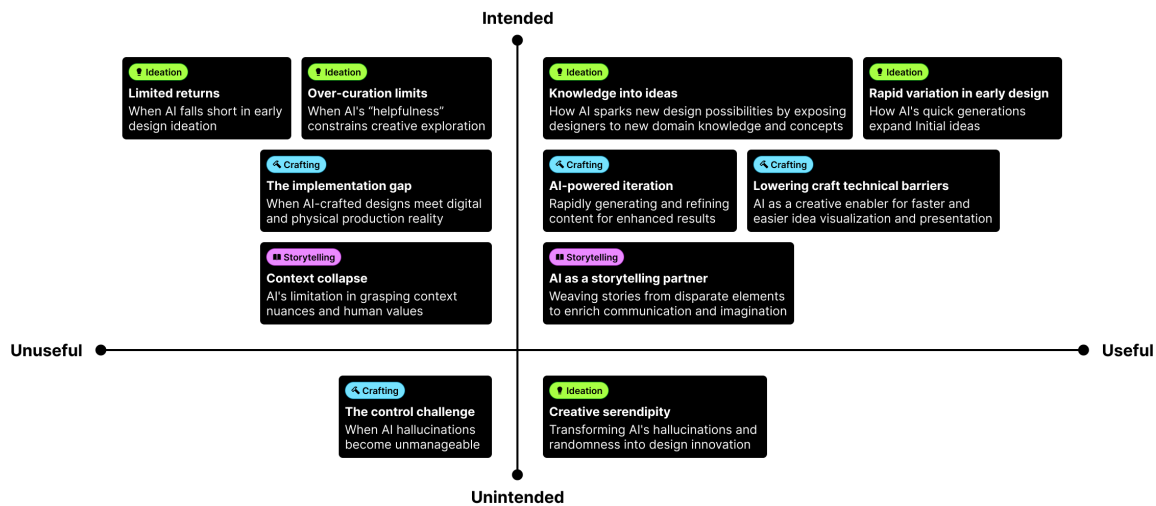 Intended
Ideation
Limited returns
When AI falls short in early
design ideation
Ideation
Over-curation limits
When AI's “helpfulness”
constrains creative exploration
Ideation
Knowledge into ideas
How AI sparks new design possibilities by exposing
designers to new domain knowledge and concepts
Ideation
Rapid variation in early design
How AI's quick generations
expand Initial ideas
Crafting
The implementation gap
When AI-crafted designs meet digital
and physical production reality
Crafting
AI-powered iteration
Rapidly generating and refining
content for enhanced results
Crafting
Lowering craft technical barriers
AI as a creative enabler for faster and
easier idea visualization and presentation
Storytelling
Context collapse
AI's limitation in grasping context
nuances and human values
Storytelling
AI as a storytelling partner
Weaving stories from disparate elements
to enrich communication and imagination
Unuseful
Useful
Crafting
The control challenge
When AI hallucinations
become unmanageable
Ideation
Creative serendipity
Transforming AI's hallucinations and
randomness into design innovation
Unintended